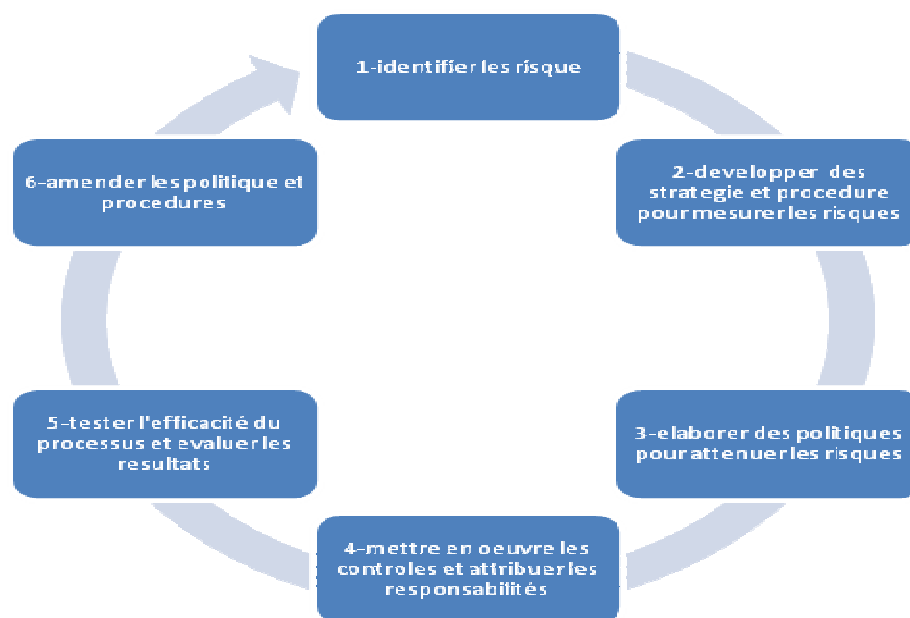 1-identifier les risque
2-developper des
strategie et procedure
pour mesurer les risques
3-elaborer des politiques
pour attenuer les risques
4-mettre en oeuvre les
controles et attribuer les
responsabilités
5-tester l'efficacité du
processus et evaluer les
resultats
6-amender les politique et
procedures